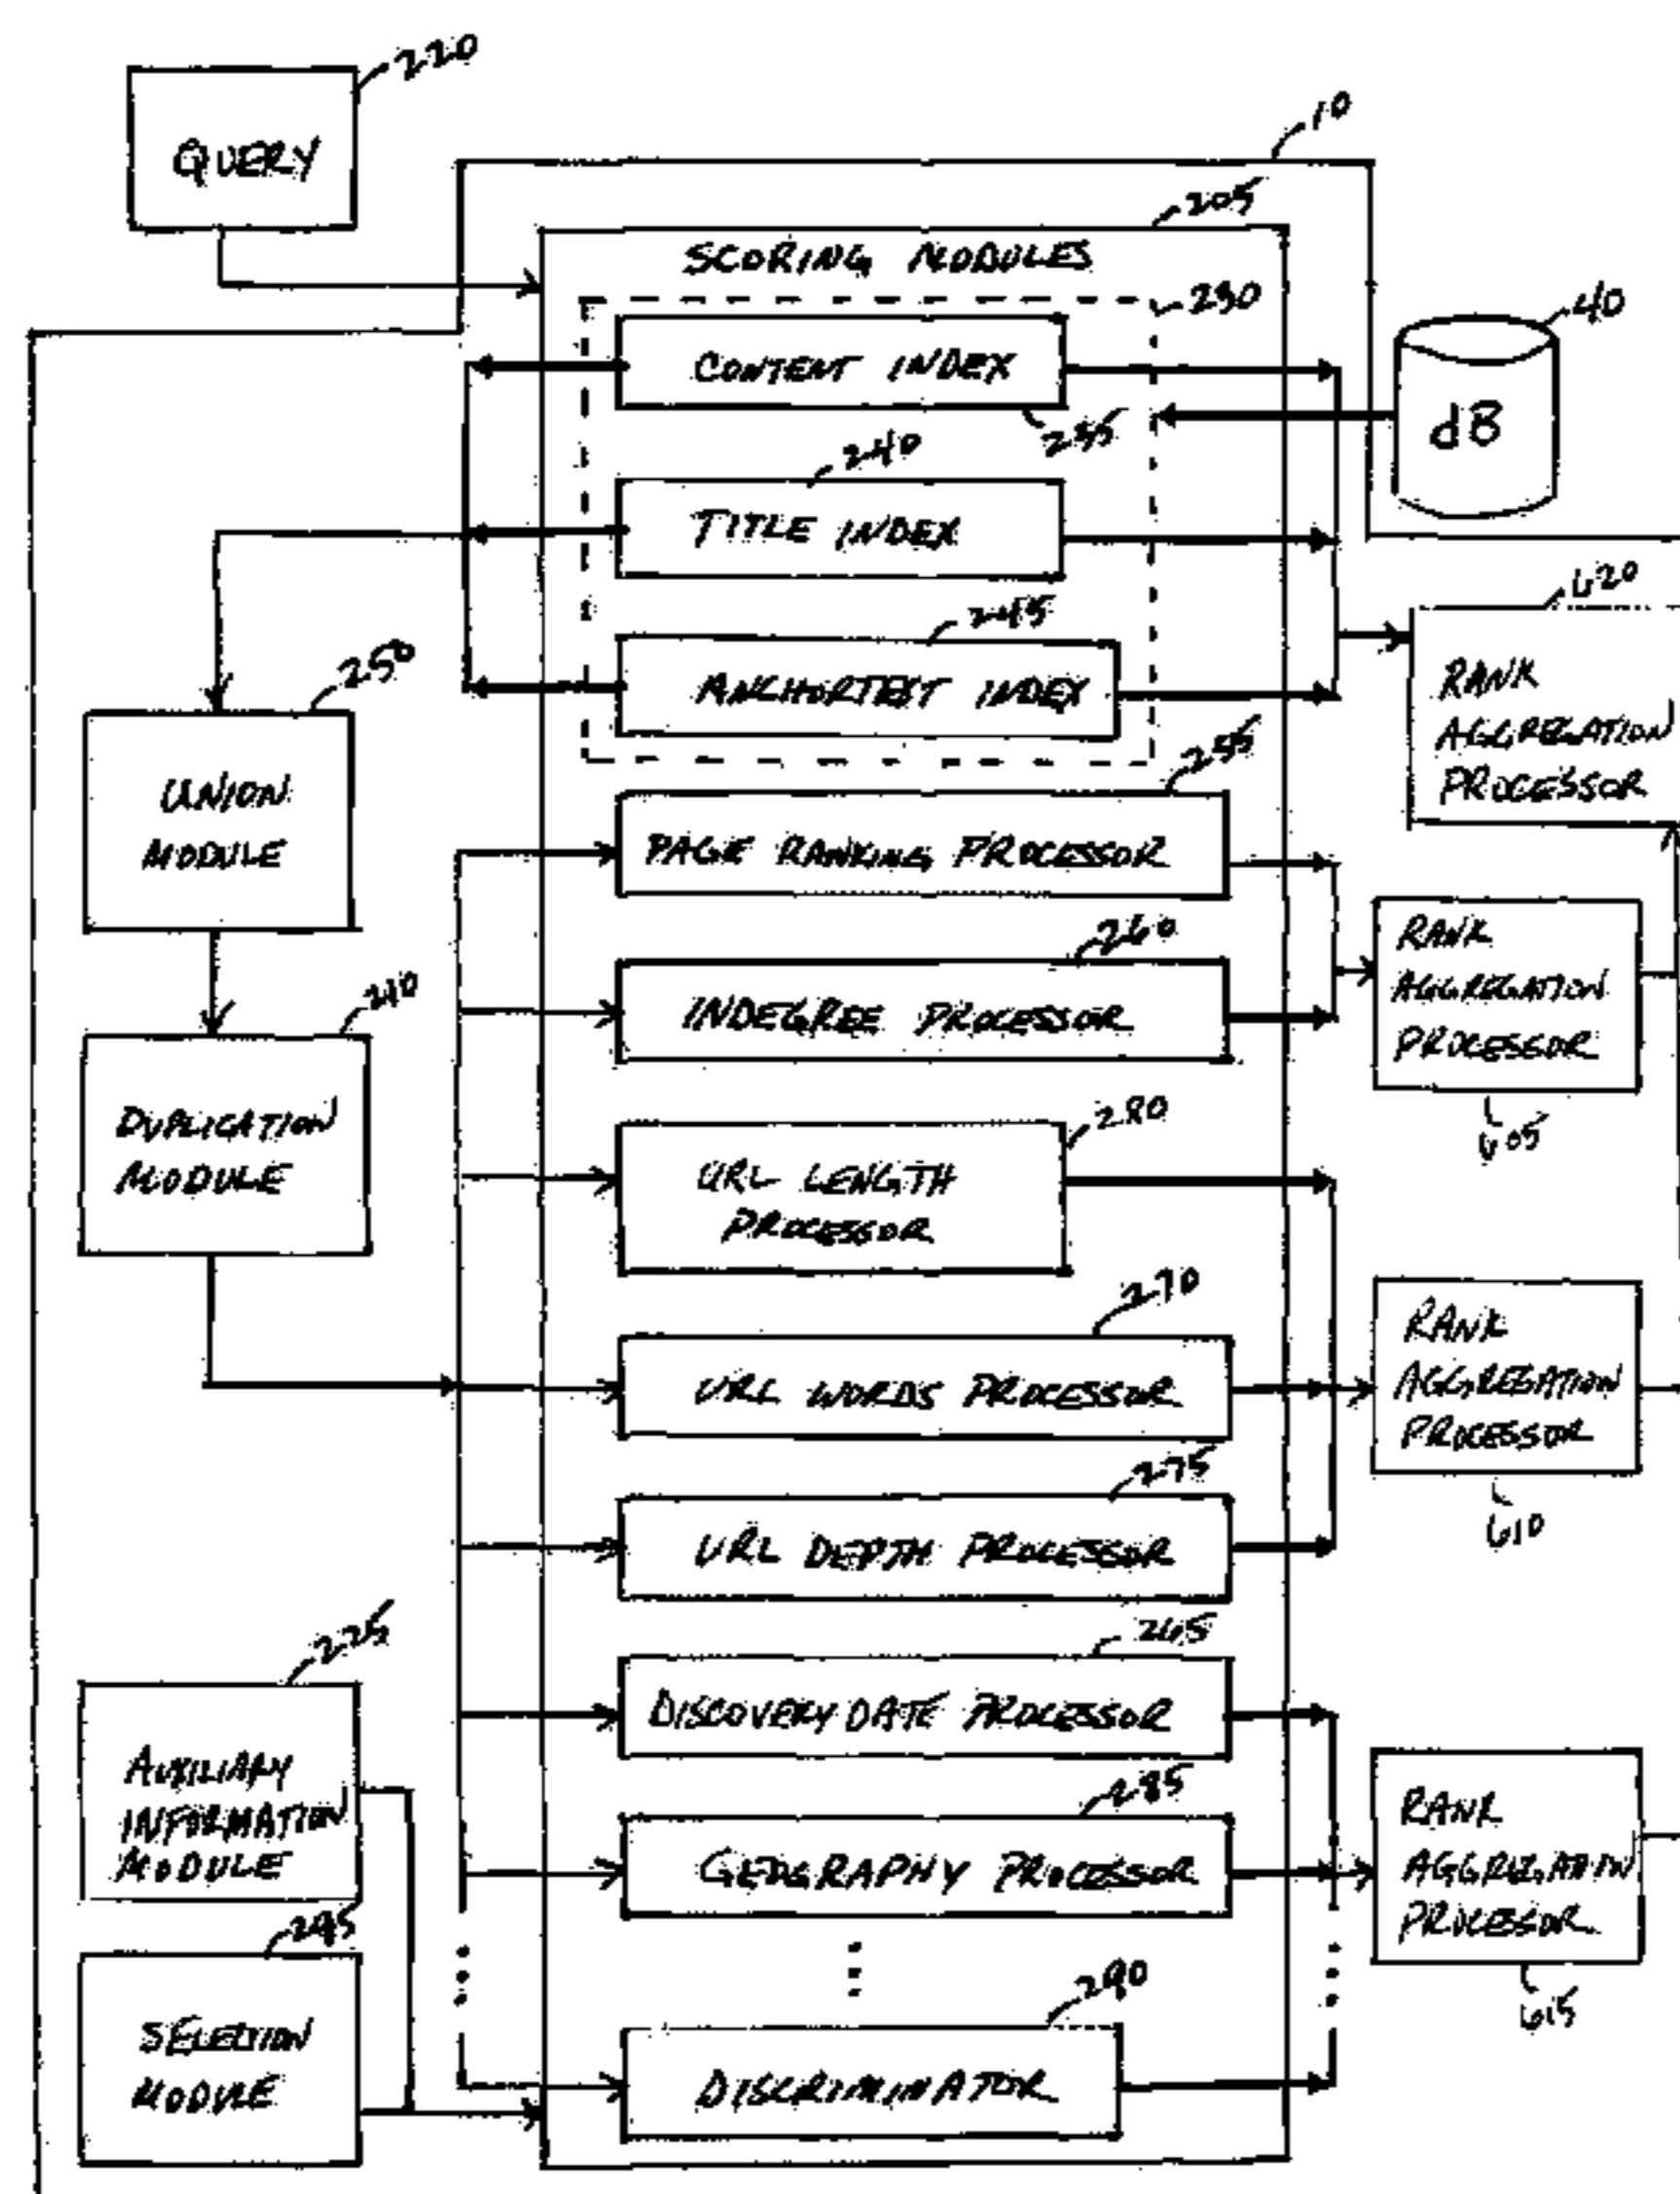 220
QUERY
10
205
SCORING MODULES
230
CONTENT INDEX
235
40
dB
240
TITLE INDEX
245
ANCHORTEXT INDEX
620
RANK
AGGREGATION
PROCESSOR
250
UNION
MODULE
255
PAGE RANKING PROCESSOR
260
INDEGREE PROCESSOR
RANK
AGGREGATION
PROCESSOR
605
210
DUPLICATION
MODULE
280
URL LENGTH
PROCESSOR
270
URL WORDS PROCESSOR
RANK
AGGREGATION
PROCESSOR
610
275
URL DEPTH PROCESSOR
265
DISCOVERY DATE PROCESSOR
225
AUXILIARY
INFORMATION
MODULE
285
GEOGRAPHY PROCESSOR
RANK
AGGREGATION
PROCESSOR
615
295
SELECTION
MODULE
290
DISCRIMINATOR